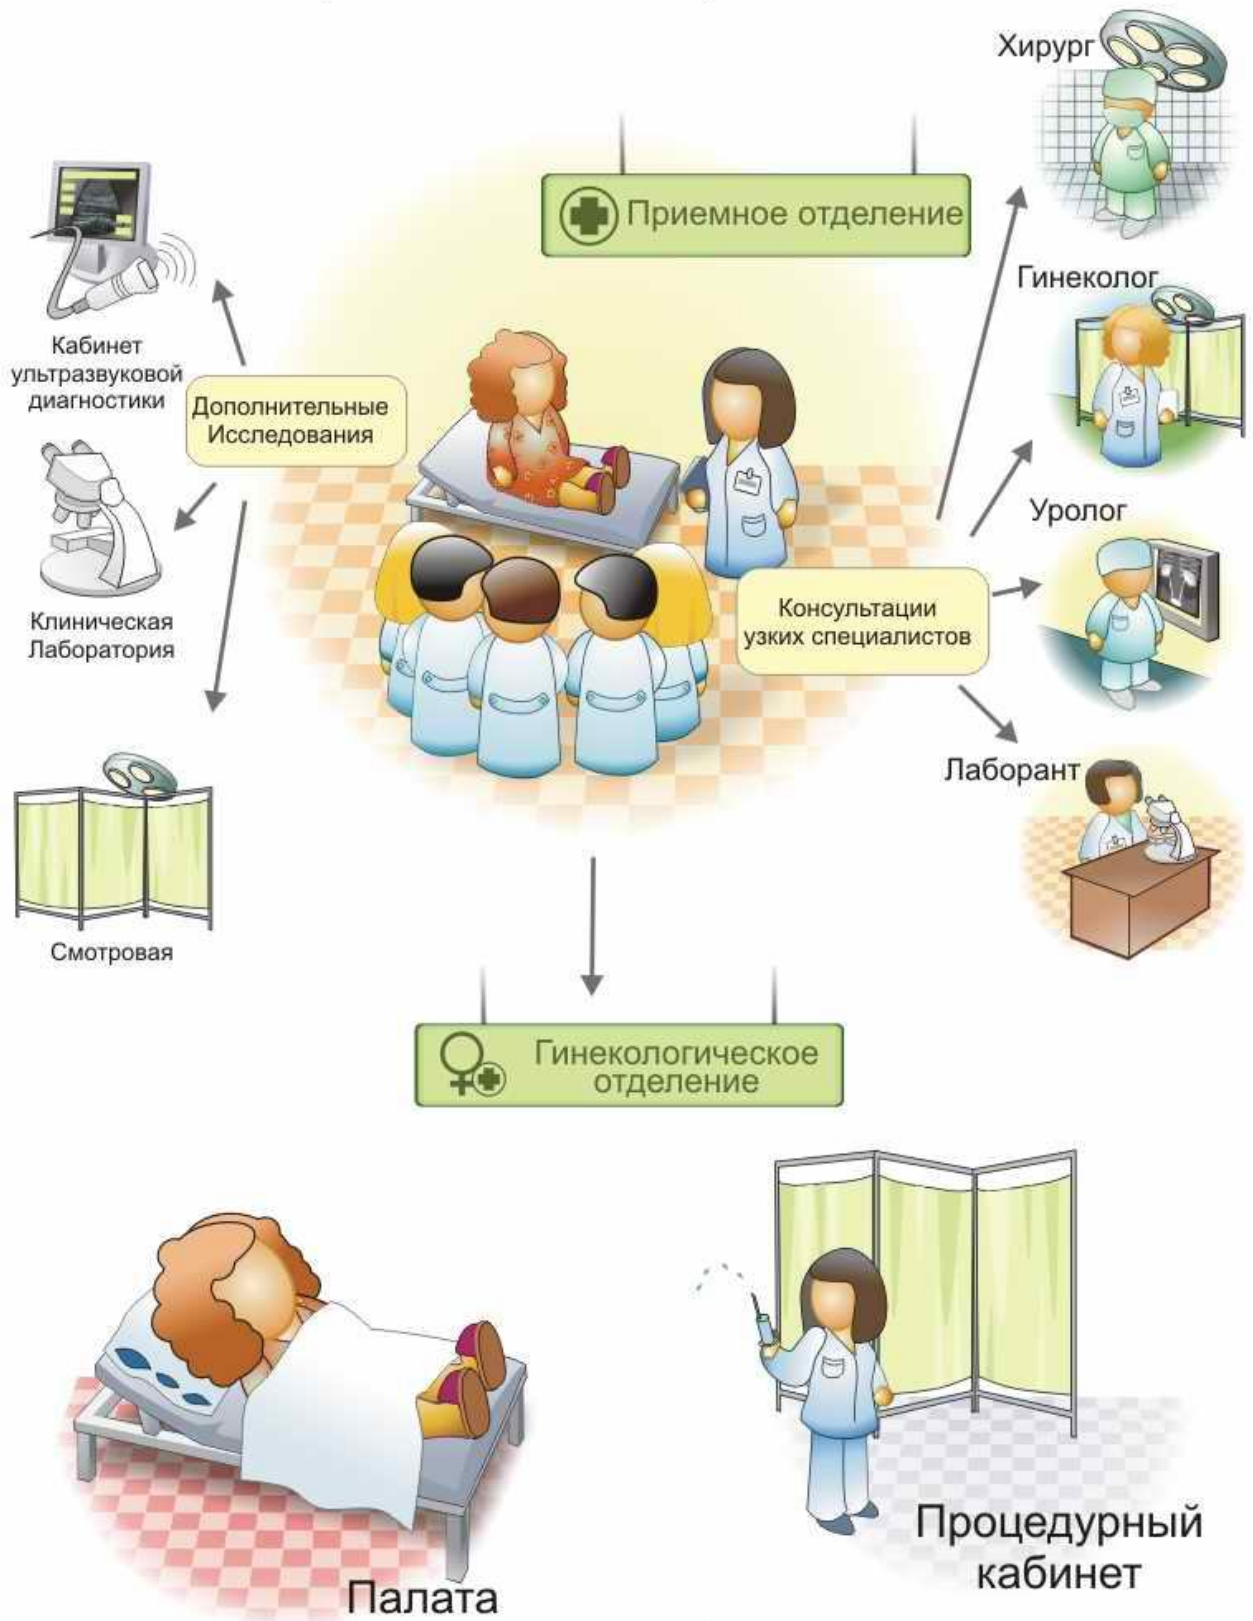 Хирург
Приемное отделение
Гинеколог
Кабинет
ультразвуковой
диагностики
Дополнительные
Исследования
Уролог
Консультации
узких специалистов
Клиническая
Лаборатория
Лаборант
Смотровая
Гинекологическое
отделение
Процедурный
кабинет
Палата